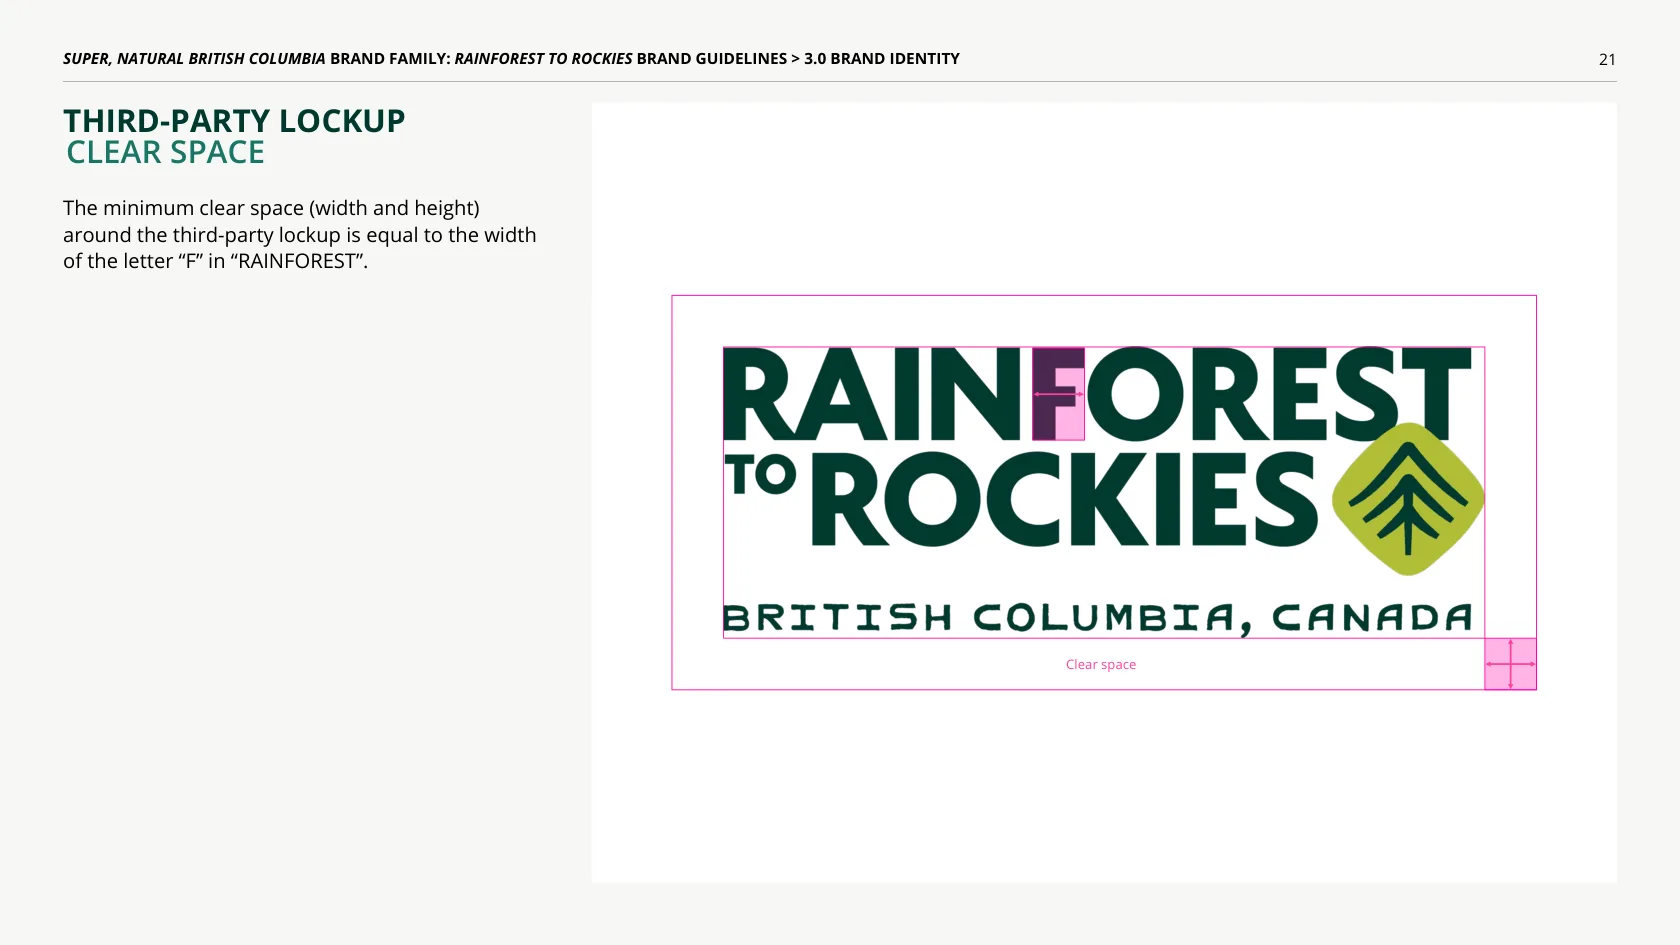 SUPER, NATURAL BRITISH COLUMBIA BRAND FAMILY: RAINFOREST TO ROCKIES BRAND GUIDELINES > 3.0 BRAND IDENTITY
21
THIRD-PARTY LOCKUP
CLEAR SPACE
The minimum clear space (width and height)
around the third-party lockup is equal to the width
of the letter “F” in “RAINFOREST”.
RAINFOREST
TO ROCKIES
BRITISH COLUMBIA, CANADA
Clear space